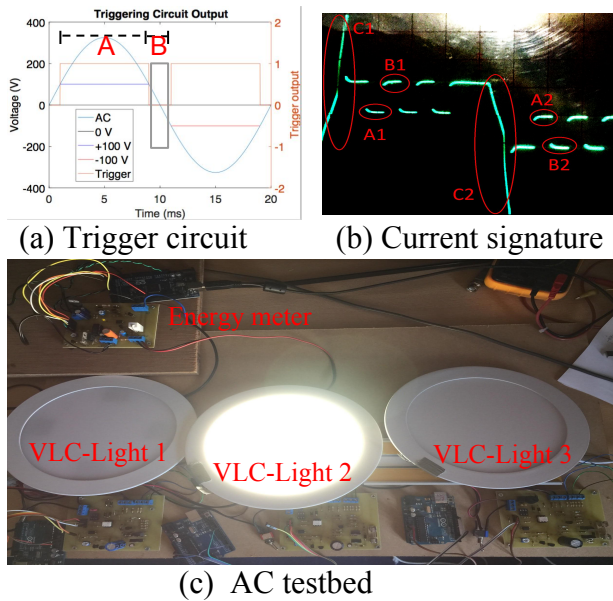 Triggering Circuit Output
A
B
400
200
0
-200
-400
Voltage (V)
2
1
0
-1
-2
Trigger output
AC
0 V
+100 V
-100 V
Trigger
0
5
10
15
20
Time (ms)
(a) Trigger circuit
C1
B1
A1
A2
B2
C2
(b) Current signature
Energy meter
VLC-Light 1
VLC-Light 2
VLC-Light 3
(c) AC testbed